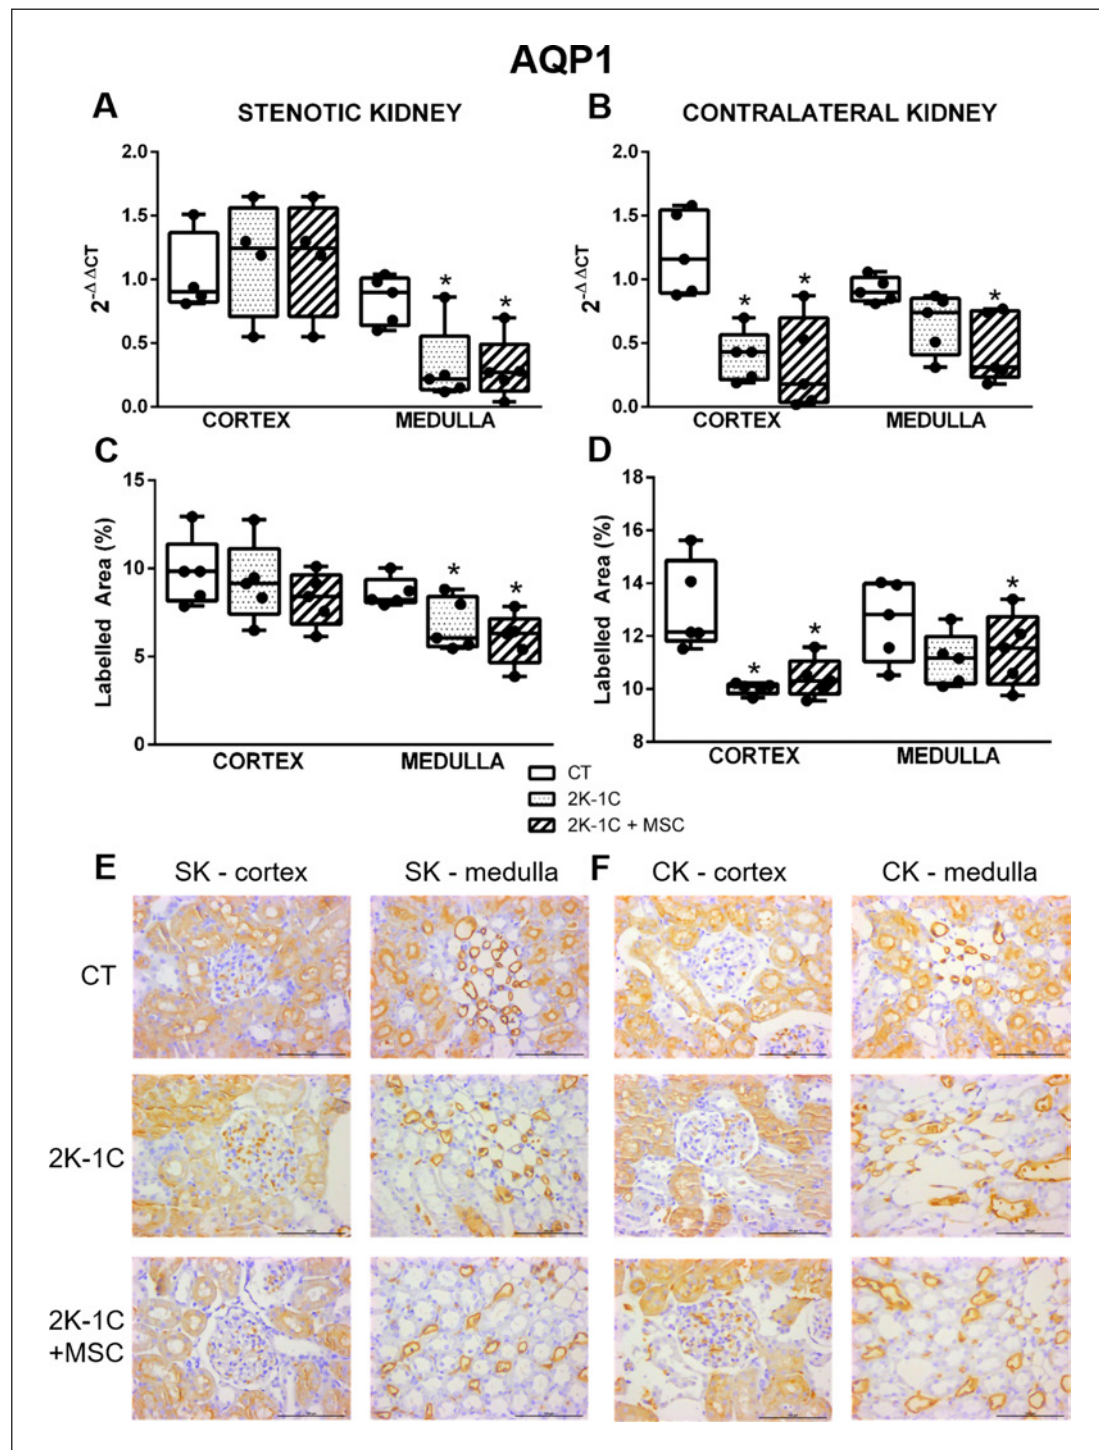 AQP1
A STENOTIC KIDNEY
B CONTRALATERAL KIDNEY
2.0
1.5
1.0
0.5
0.0
2-Δ ΔCT
* *
CORTEX MEDULLA
2.0
1.5
1.0
0.5
0.0
2-Δ ΔCT
* * *
CORTEX MEDULLA
C
15
10
5
0
Labelled Area (%)
* *
CORTEX MEDULLA
D
18
16
14
12
10
8
Labelled Area (%)
* * *
CORTEX MEDULLA
CT
2K-1C
2K-1C + MSC
E SK - cortex SK - medulla
F CK - cortex CK - medulla
CT
2K-1C
2K-1C
+MSC